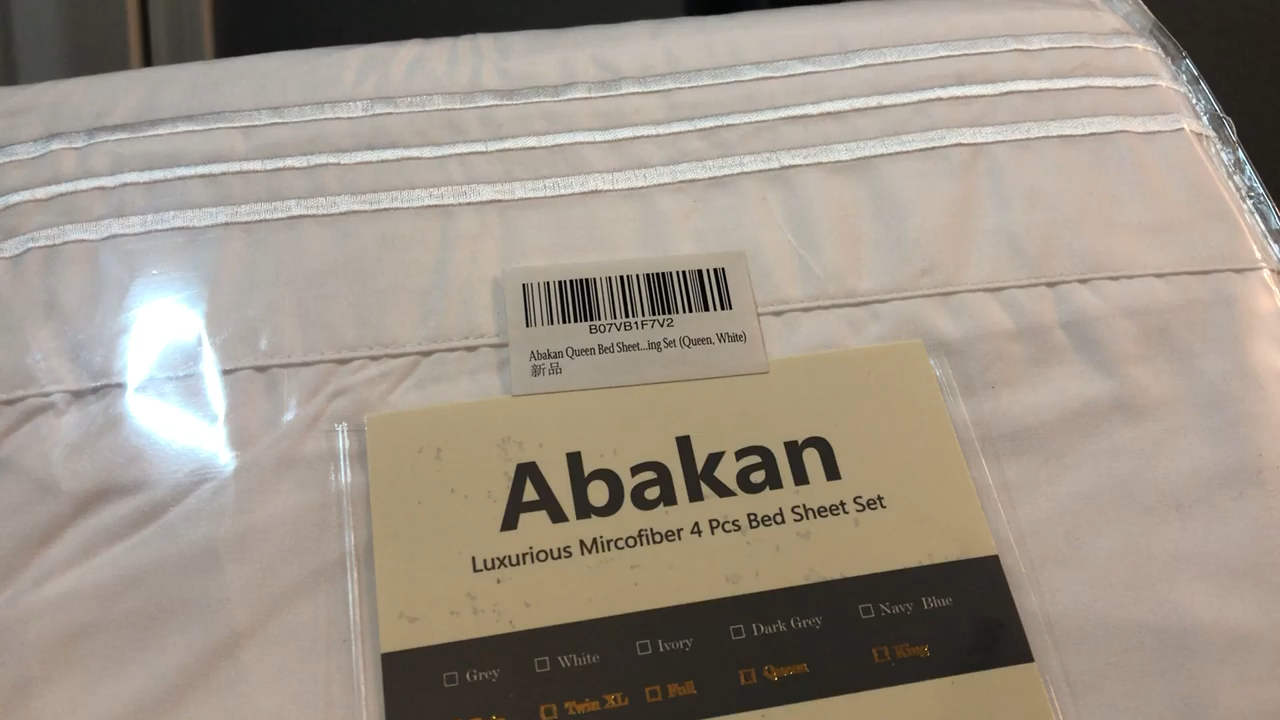 B07VB1F7V2
Abakan Queen Bed Sheet...ing Set (Queen, White)
新品
Abakan
Luxurious Mircofiber 4 Pcs Bed Sheet Set
☐ Grey ☐ White ☐ Ivory ☐ Dark Grey ☐ Navy Blue
☐ Twin XL ☐ Full ☐ Queen ☐ King